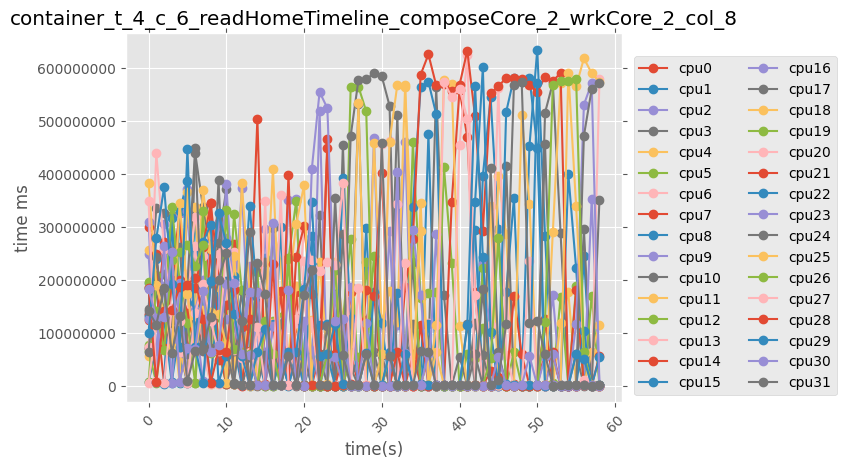 container_t_4_c_6_readHomeTimeline_composeCore_2_wrkCore_2_col_8
600000000
500000000
400000000
300000000
200000000
100000000
0
time ms
0
10
20
30
40
50
60
time(s)
cpu0
cpu1
cpu2
cpu3
cpu4
cpu5
cpu6
cpu7
cpu8
cpu9
cpu10
cpu11
cpu12
cpu13
cpu14
cpu15
cpu16
cpu17
cpu18
cpu19
cpu20
cpu21
cpu22
cpu23
cpu24
cpu25
cpu26
cpu27
cpu28
cpu29
cpu30
cpu31